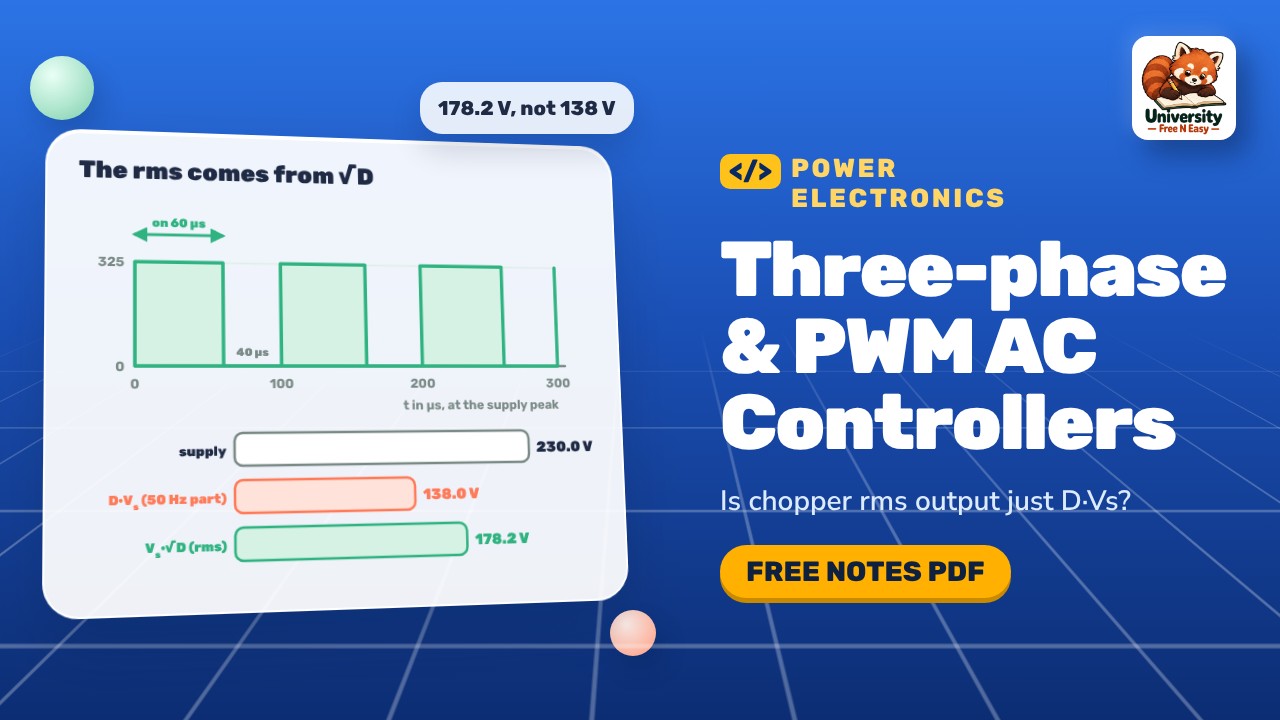 178.2 V, not 138 V
The rms comes from √D
on 60 µs
325
40 µs
0
0
100
200
300
t in µs, at the supply peak
supply
230.0 V
D·Vs (50 Hz part)
138.0 V
Vs·√D (rms)
178.2 V
University
Free N Easy
</>
POWER
ELECTRONICS
Three-phase
& PWM AC
Controllers
Is chopper rms output just D·Vs?
FREE NOTES PDF